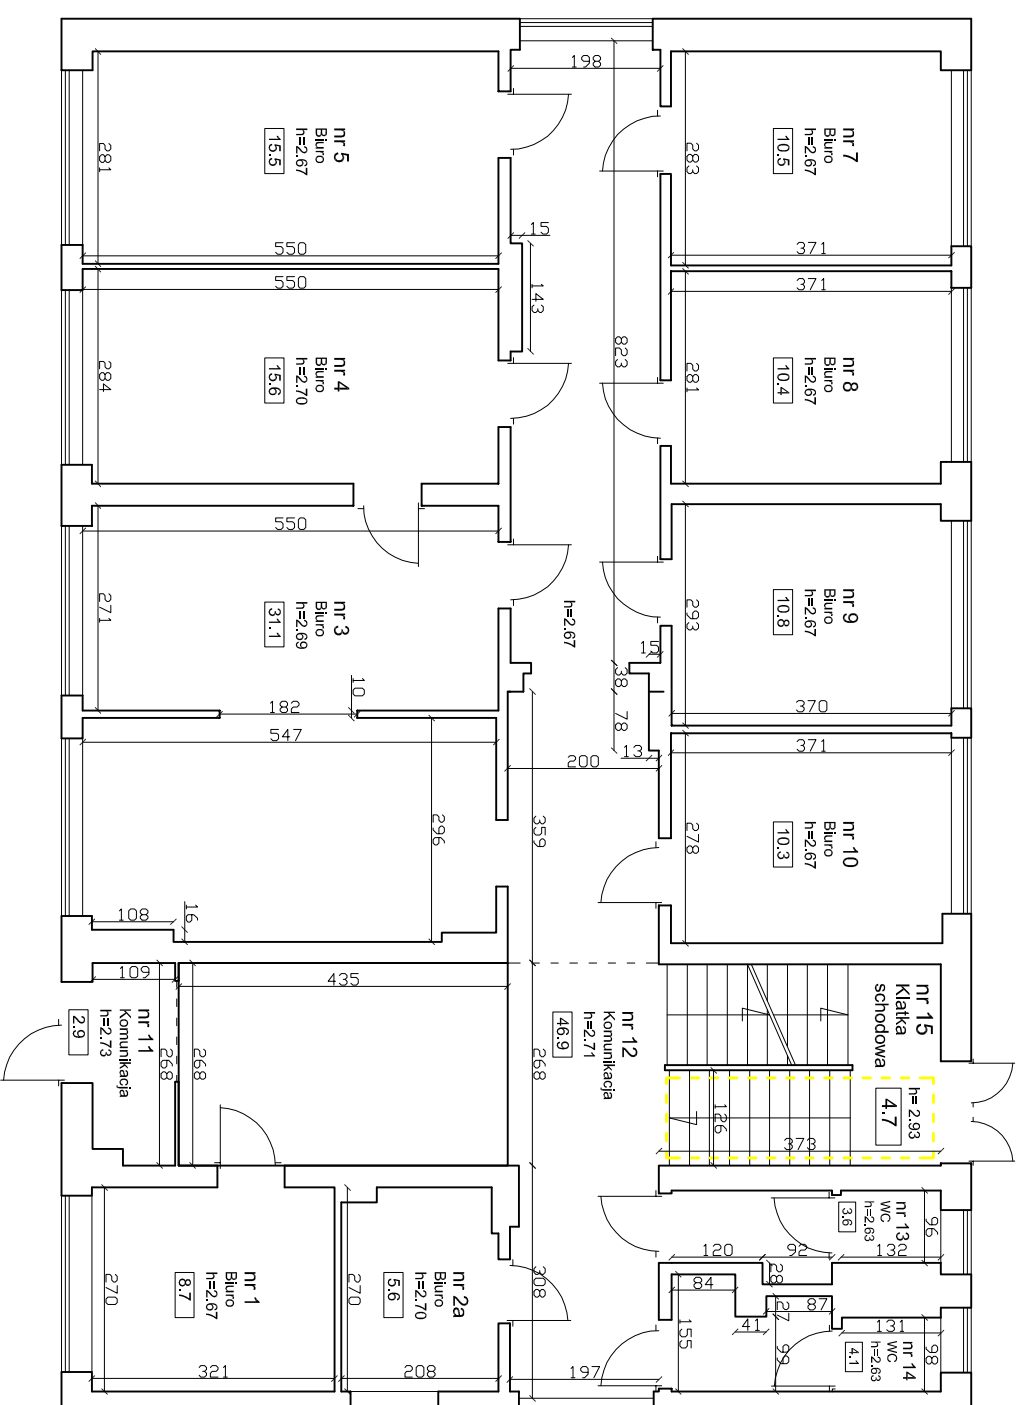 198
nr 5
Biuro
h=2.67
15.5
281
550
nr 7
Biuro
h=2.67
10.5
283
371
15
143
823
550
nr 4
Biuro
h=2.70
15.6
284
371
nr 8
Biuro
h=2.67
10.4
281
550
nr 3
Biuro
h=2.69
31.1
271
h=2.67
nr 9
Biuro
h=2.67
10.8
293
370
15
38
78
13
10
182
547
296
200
359
371
nr 10
Biuro
h=2.67
10.3
278
108
16
109
435
nr 11
Komunikacja
h=2.73
2.9
268
268
nr 12
Komunikacja
h=2.71
46.9
268
nr 15
Klatka
schodowa
h= 2.93
4.7
126
373
nr 1
Biuro
h=2.67
8.7
270
321
nr 2a
Biuro
h=2.70
5.6
270
208
308
197
nr 13
WC
h=2.63
3.6
96
120
92
132
28
84
87
27
41
155
99
131
nr 14
WC
h=2.63
4.1
98